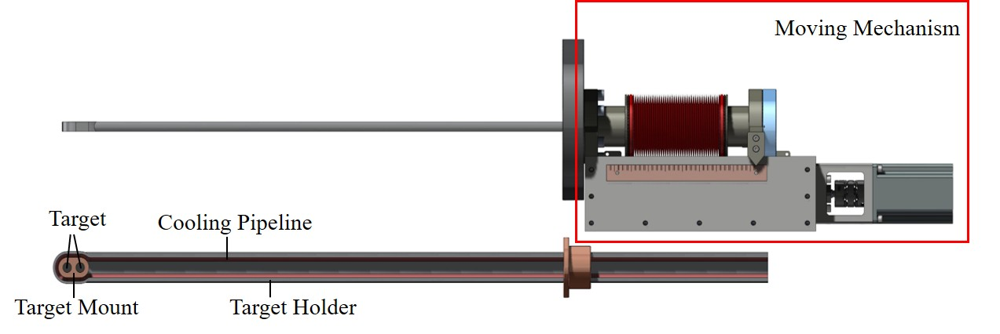 Moving Mechanism
Target
Cooling Pipeline
Target Mount
Target Holder